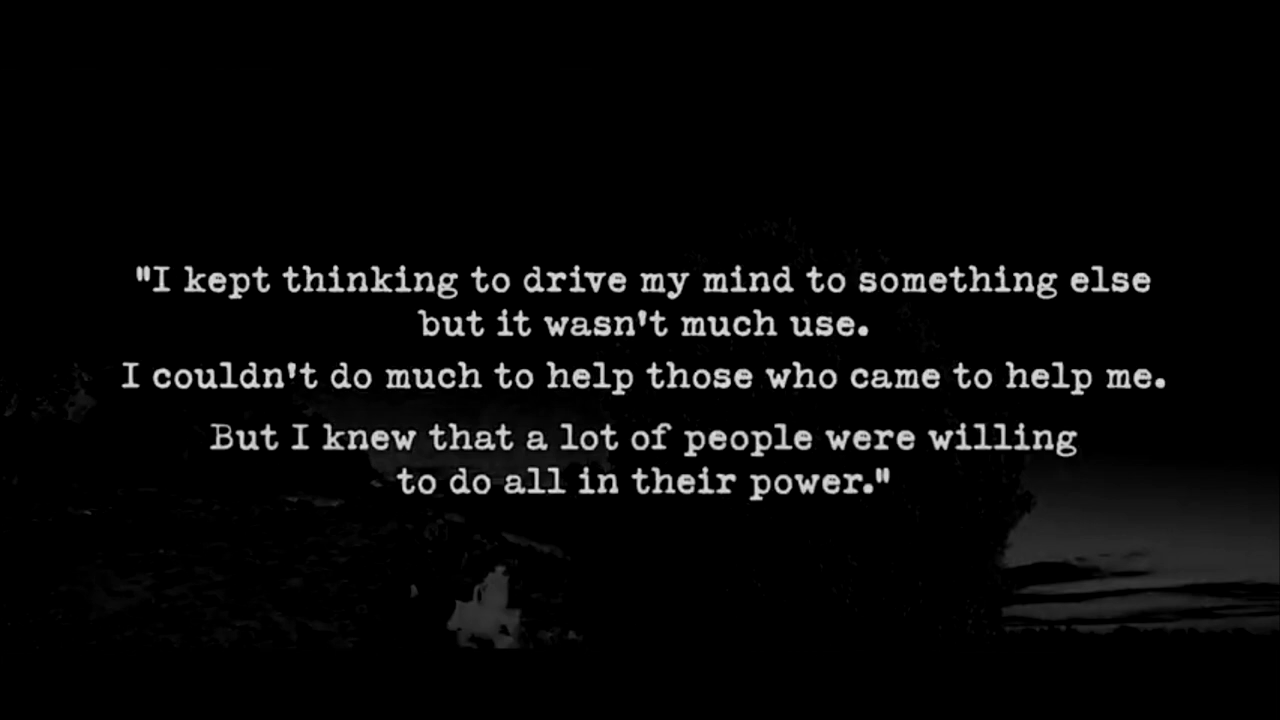 "I kept thinking to drive my mind to something else
but it wasn't much use.
I couldn't do much to help those who came to help me.
But I knew that a lot of people were willing
to do all in their power."